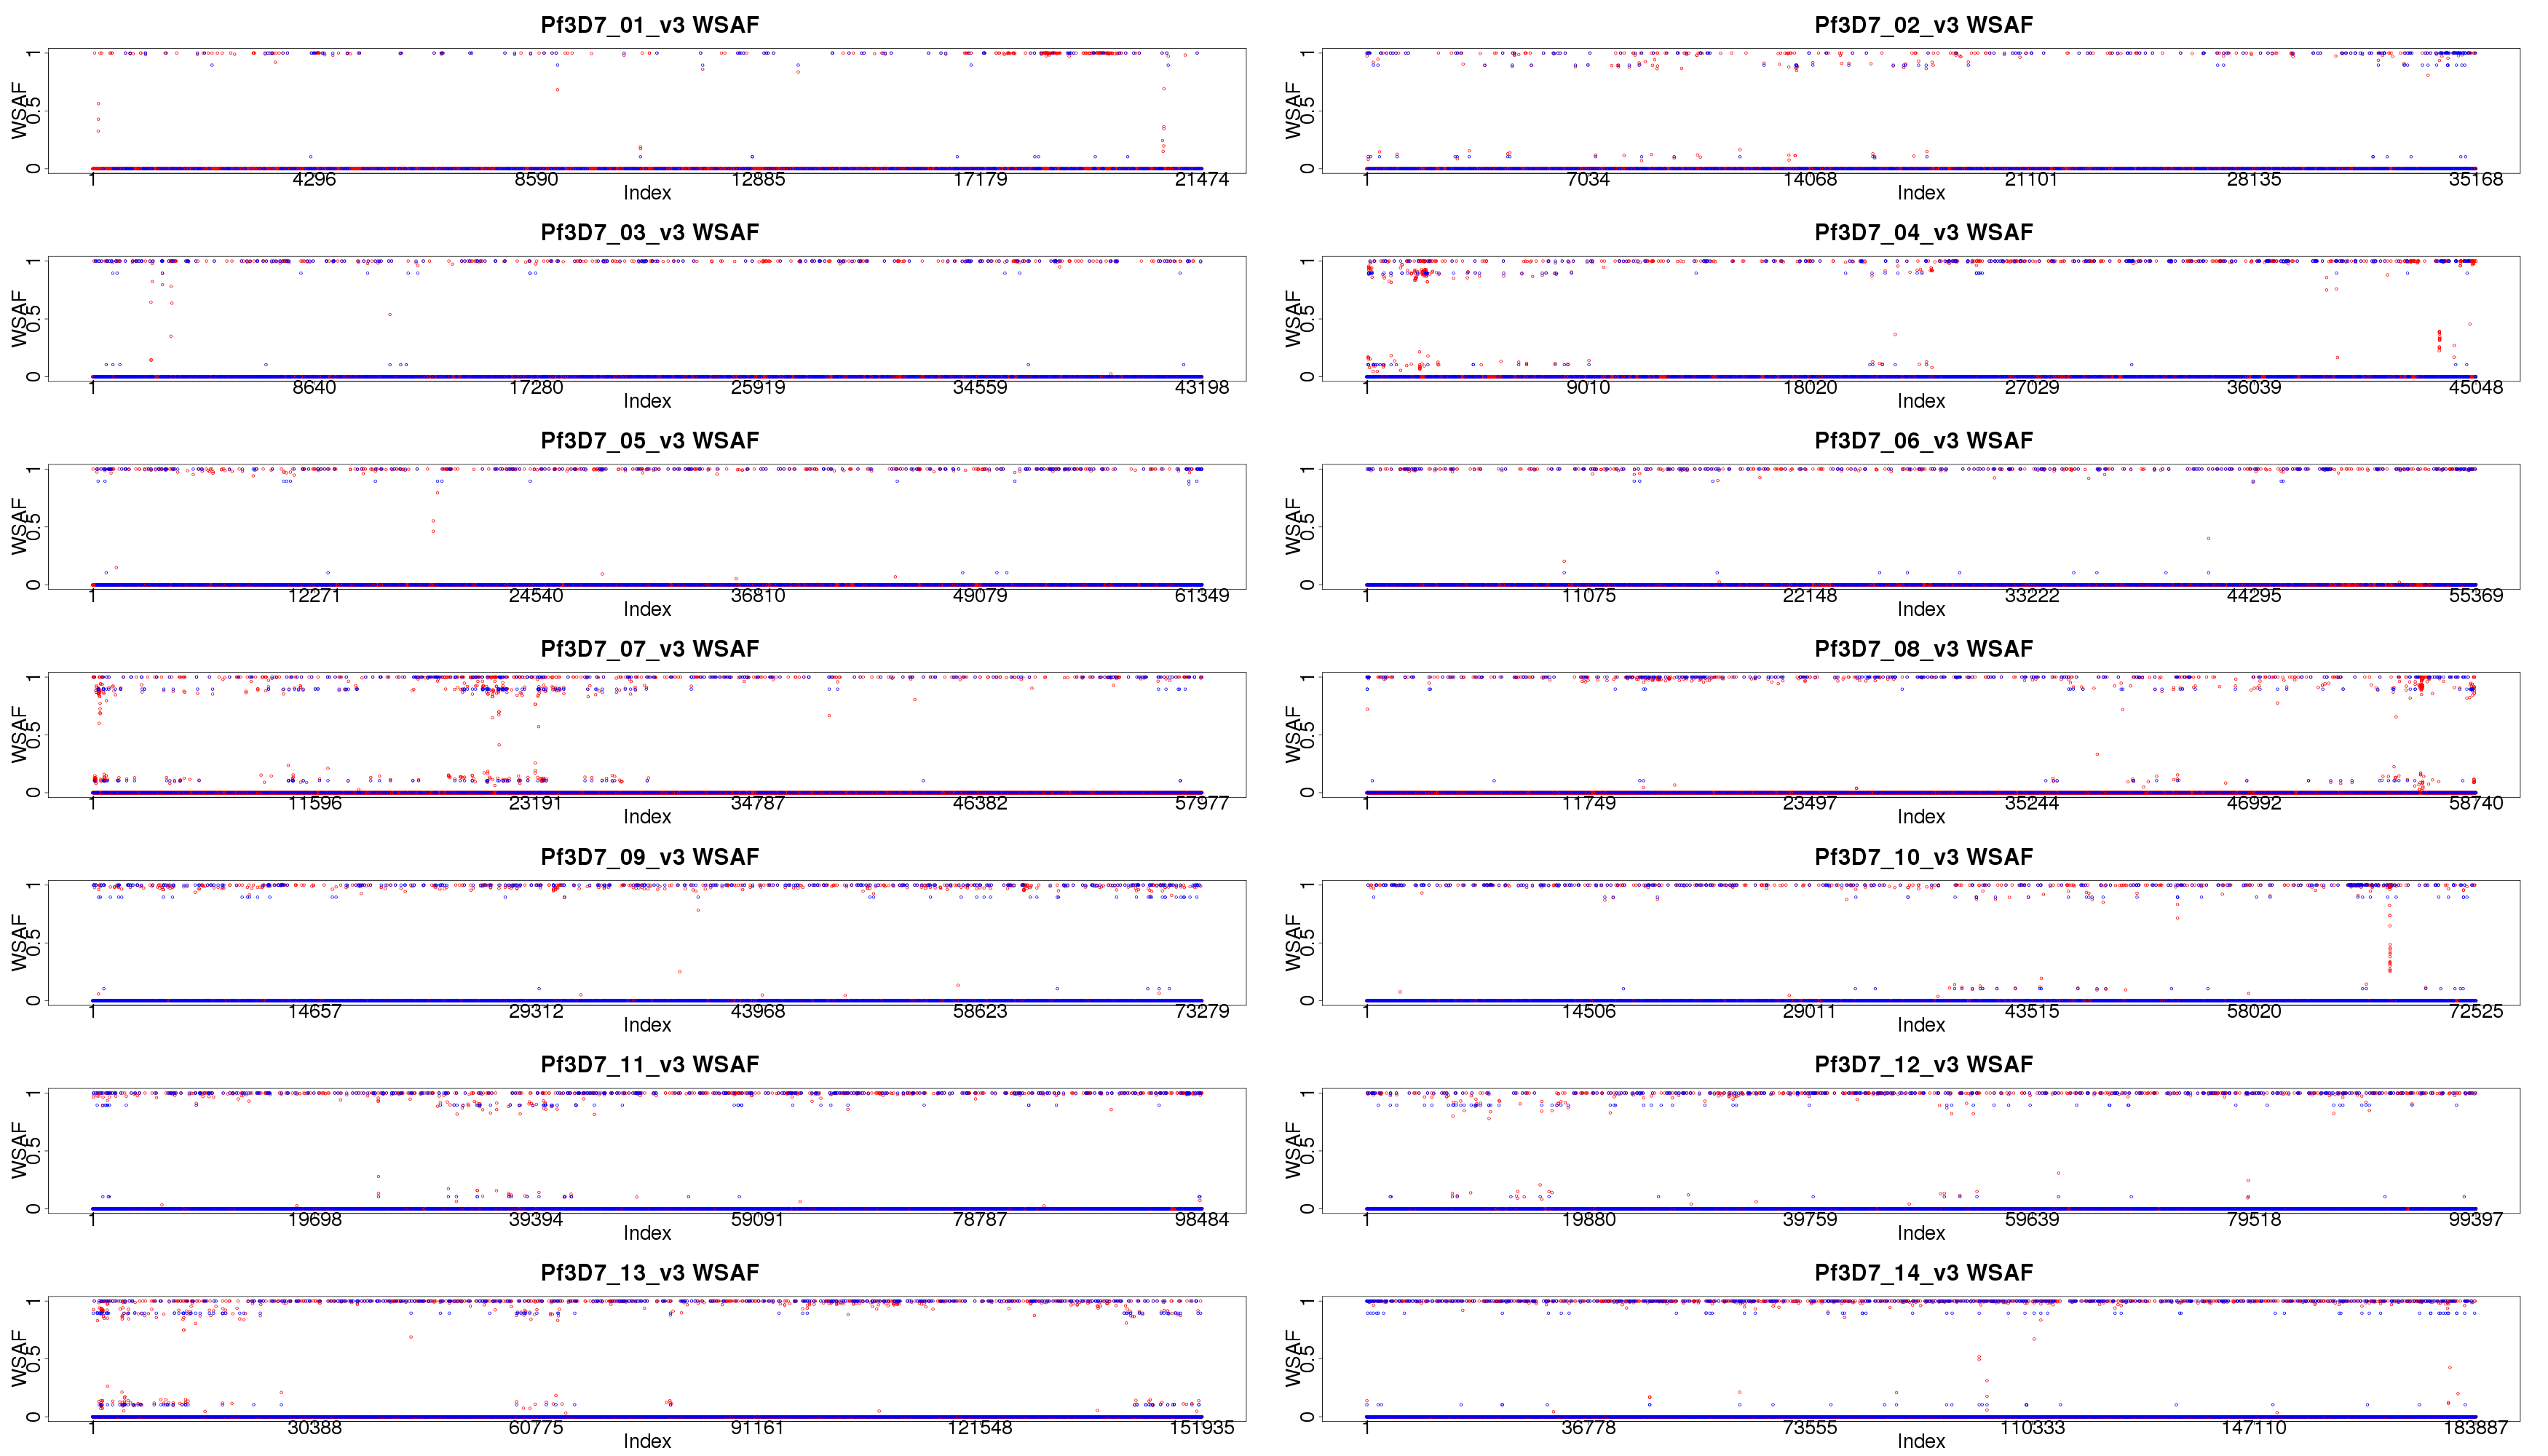 Pf3D7_01_v3 WSAF
WSAF
0 0.5 1
1 4296 8590 12885 17179 21474
Index
Pf3D7_02_v3 WSAF
WSAF
0 0.5 1
1 7034 14068 21101 28135 35168
Index
Pf3D7_03_v3 WSAF
WSAF
0 0.5 1
1 8640 17280 25919 34559 43198
Index
Pf3D7_04_v3 WSAF
WSAF
0 0.5 1
1 9010 18020 27029 36039 45048
Index
Pf3D7_05_v3 WSAF
WSAF
0 0.5 1
1 12271 24540 36810 49079 61349
Index
Pf3D7_06_v3 WSAF
WSAF
0 0.5 1
1 11075 22148 33222 44295 55369
Index
Pf3D7_07_v3 WSAF
WSAF
0 0.5 1
1 11596 23191 34787 46382 57977
Index
Pf3D7_08_v3 WSAF
WSAF
0 0.5 1
1 11749 23497 35244 46992 58740
Index
Pf3D7_09_v3 WSAF
WSAF
0 0.5 1
1 14657 29312 43968 58623 73279
Index
Pf3D7_10_v3 WSAF
WSAF
0 0.5 1
1 14506 29011 43515 58020 72525
Index
Pf3D7_11_v3 WSAF
WSAF
0 0.5 1
1 19698 39394 59091 78787 98484
Index
Pf3D7_12_v3 WSAF
WSAF
0 0.5 1
1 19880 39759 59639 79518 99397
Index
Pf3D7_13_v3 WSAF
WSAF
0 0.5 1
1 30388 60775 91161 121548 151935
Index
Pf3D7_14_v3 WSAF
WSAF
0 0.5 1
1 36778 73555 110333 147110 183887
Index